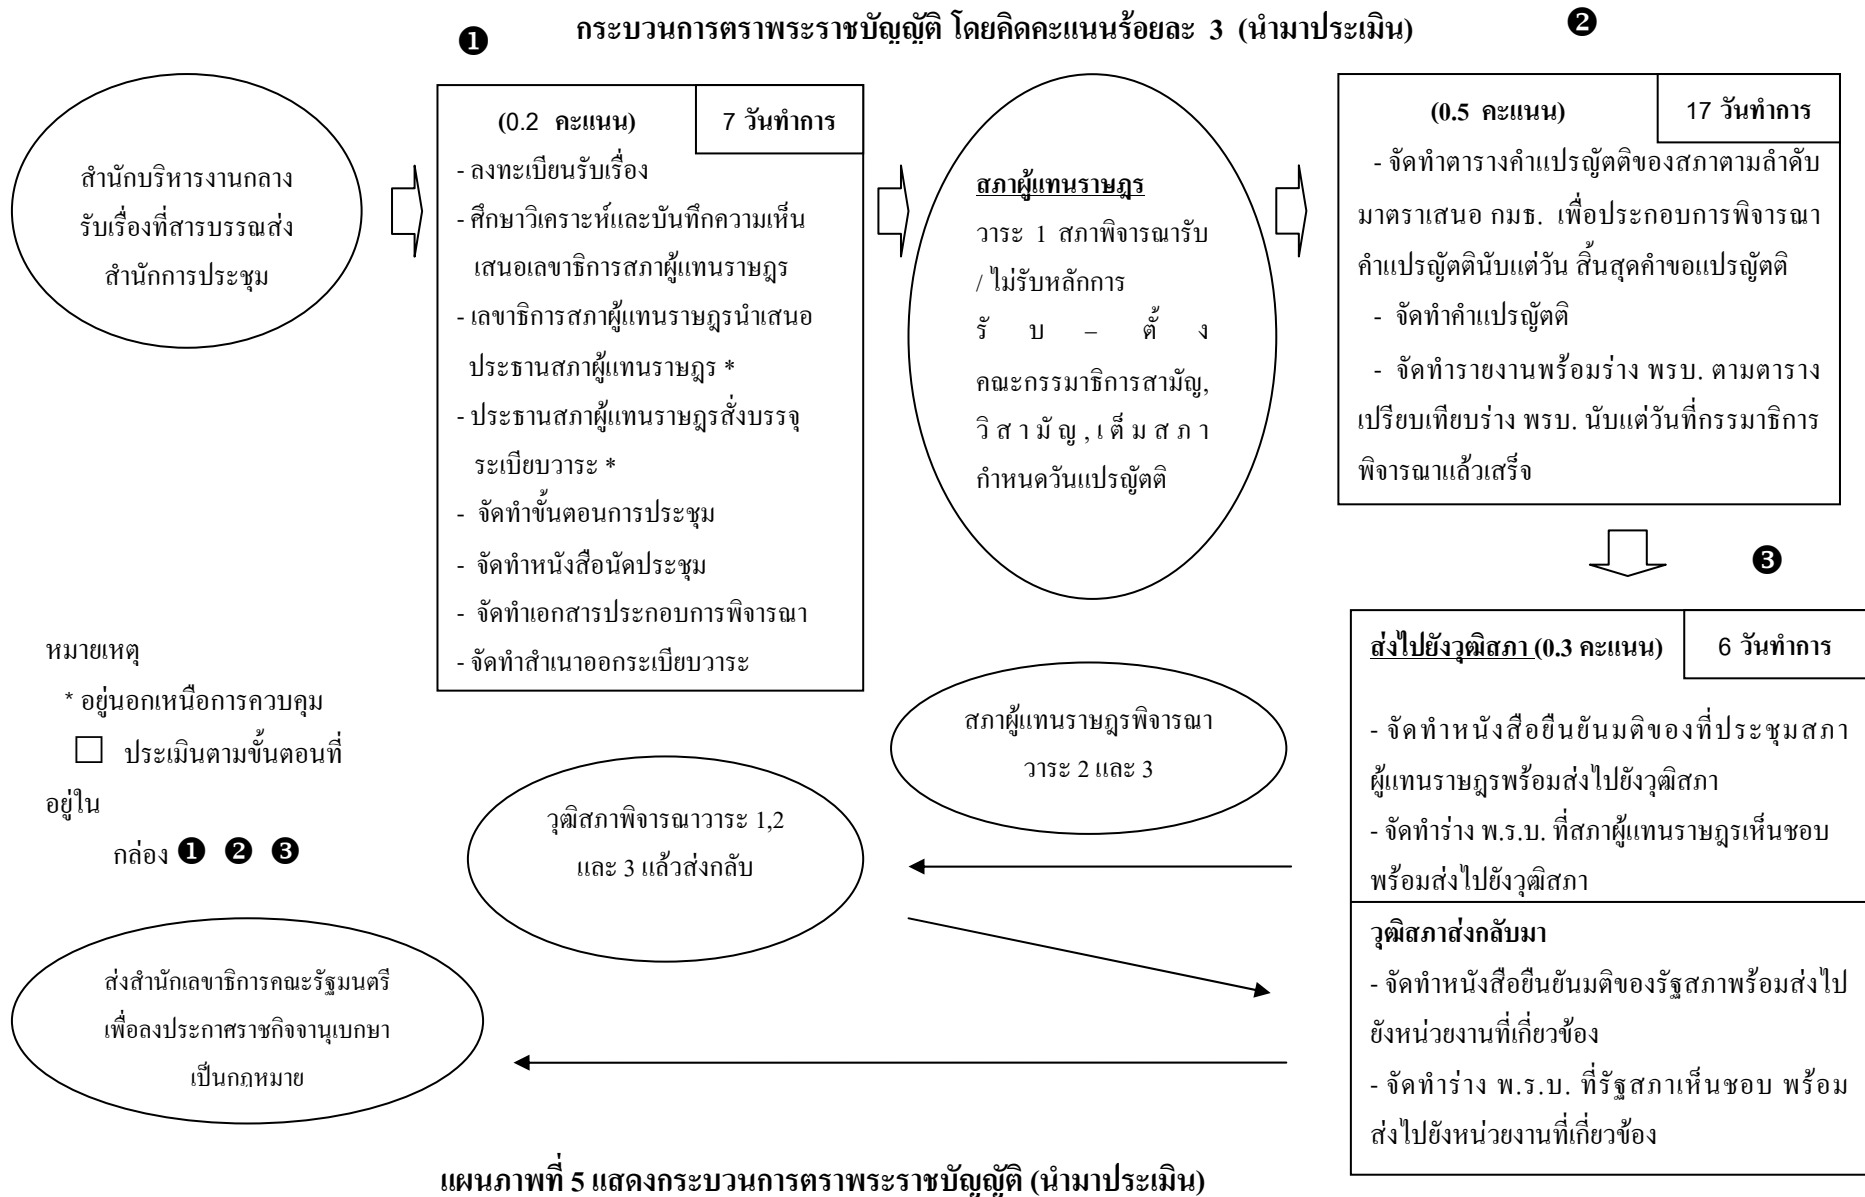 กระบวนการตราพระราชบัญญัติ โดยคิดคะแนนร้อยละ 3 (นำมาประเมิน)
❶
❷
สำนักบริหารงานกลาง
รับเรื่องที่สารบรรณส่ง
สำนักการประชุม
(0.2 คะแนน)
7 วันทำการ
- ลงทะเบียนรับเรื่อง
- ศึกษาวิเคราะห์และบันทึกความเห็น
เสนอเลขาธิการสภาผู้แทนราษฎร
- เลขาธิการสภาผู้แทนราษฎรนำเสนอ
ประธานสภาผู้แทนราษฎร *
- ประธานสภาผู้แทนราษฎรสั่งบรรจุ
ระเบียบวาระ *
- จัดทำขั้นตอนการประชุม
- จัดทำหนังสือนัดประชุม
- จัดทำเอกสารประกอบการพิจารณา
- จัดทำสำเนาออกระเบียบวาระ
สภาผู้แทนราษฎร
วาระ 1 สภาพิจารณารับ
/ ไม่รับหลักการ
รับ – ตั้ง
คณะกรรมาธิการสามัญ,
วิสามัญ,เต็มสภา
กำหนดวันแปรญัตติ
(0.5 คะแนน)
17 วันทำการ
- จัดทำตารางคำแปรญัตติของสภาตามลำดับ
มาตราเสนอ กมธ. เพื่อประกอบการพิจารณา
คำแปรญัตตินับแต่วัน สิ้นสุดคำขอแปรญัตติ
- จัดทำคำแปรญัตติ
- จัดทำรายงานพร้อมร่าง พรบ. ตามตาราง
เปรียบเทียบร่าง พรบ. นับแต่วันที่กรรมาธิการ
พิจารณาแล้วเสร็จ
❸
ส่งไปยังวุฒิสภา (0.3 คะแนน)
6 วันทำการ
- จัดทำหนังสือยืนยันมติของที่ประชุมสภา
ผู้แทนราษฎรพร้อมส่งไปยังวุฒิสภา
- จัดทำร่าง พ.ร.บ. ที่สภาผู้แทนราษฎรเห็นชอบ
พร้อมส่งไปยังวุฒิสภา
วุฒิสภาส่งกลับมา
- จัดทำหนังสือยืนยันมติของรัฐสภาพร้อมส่งไป
ยังหน่วยงานที่เกี่ยวข้อง
- จัดทำร่าง พ.ร.บ. ที่รัฐสภาเห็นชอบ พร้อม
ส่งไปยังหน่วยงานที่เกี่ยวข้อง
สภาผู้แทนราษฎรพิจารณา
วาระ 2 และ 3
วุฒิสภาพิจารณาวาระ 1,2
และ 3 แล้วส่งกลับ
หมายเหตุ
* อยู่นอกเหนือการควบคุม
□ ประเมินตามขั้นตอนที่
อยู่ใน
กล่อง ❶ ❷ ❸
ส่งสำนักเลขาธิการคณะรัฐมนตรี
เพื่อลงประกาศราชกิจจานุเบกษา
เป็นกฎหมาย
แผนภาพที่ 5 แสดงกระบวนการตราพระราชบัญญัติ (นำมาประเมิน)